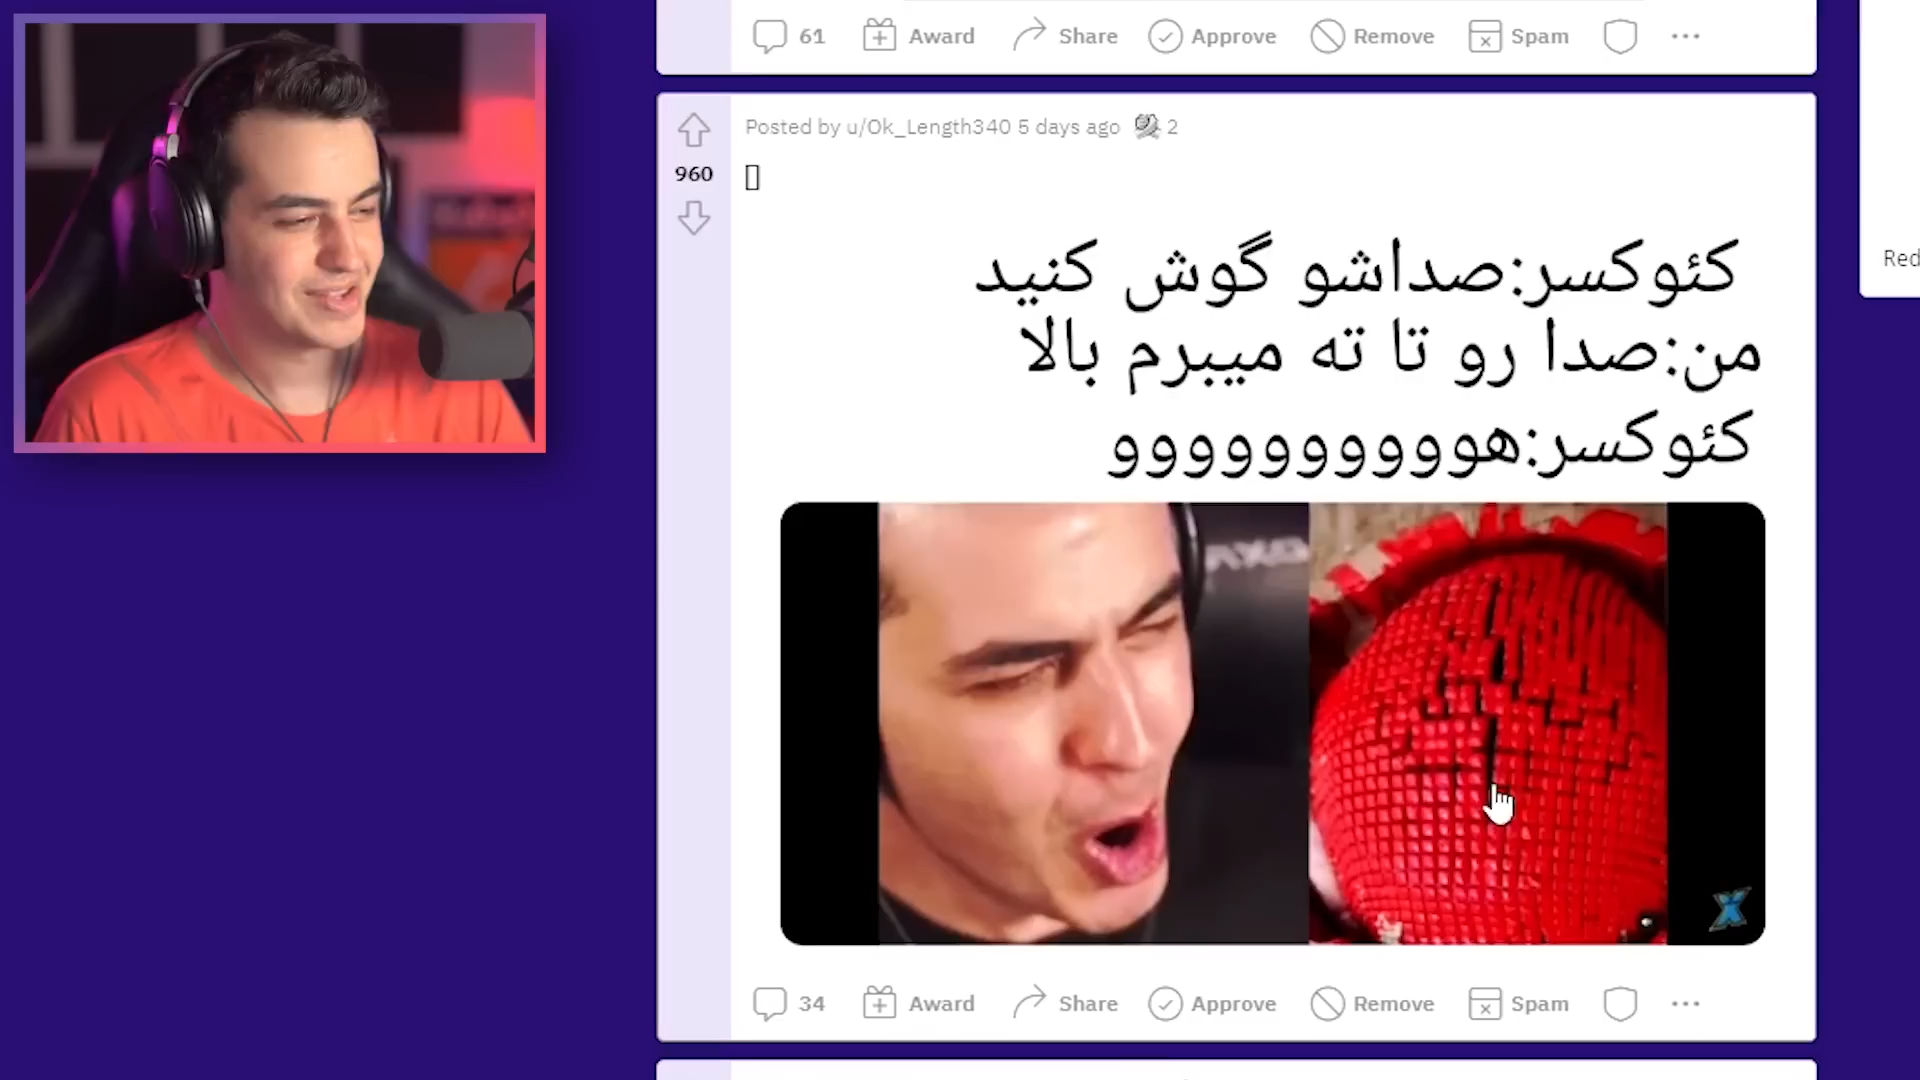 61 Award Share Approve Remove Spam
Posted by u/Ok_Length340 5 days ago 2
960
کئوکسر:صداشو گوش کنید
من:صدا رو تا ته میبرم بالا
کئوکسر:هوووووووووو
34 Award Share Approve Remove Spam
Red